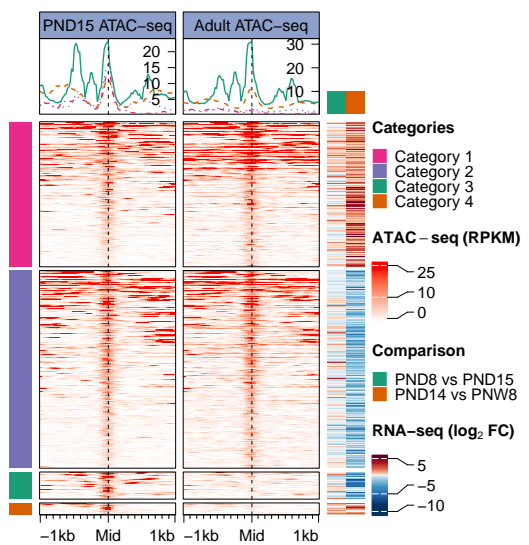 PND15 ATAC−seq
Adult ATAC−seq
20
15
10
5
30
20
10
Categories
Category 1
Category 2
Category 3
Category 4
ATAC−seq (RPKM)
25
10
0
Comparison
PND8 vs PND15
PND14 vs PNW8
RNA−seq (log₂ FC)
5
−5
−10
−1kb Mid 1kb
−1kb Mid 1kb